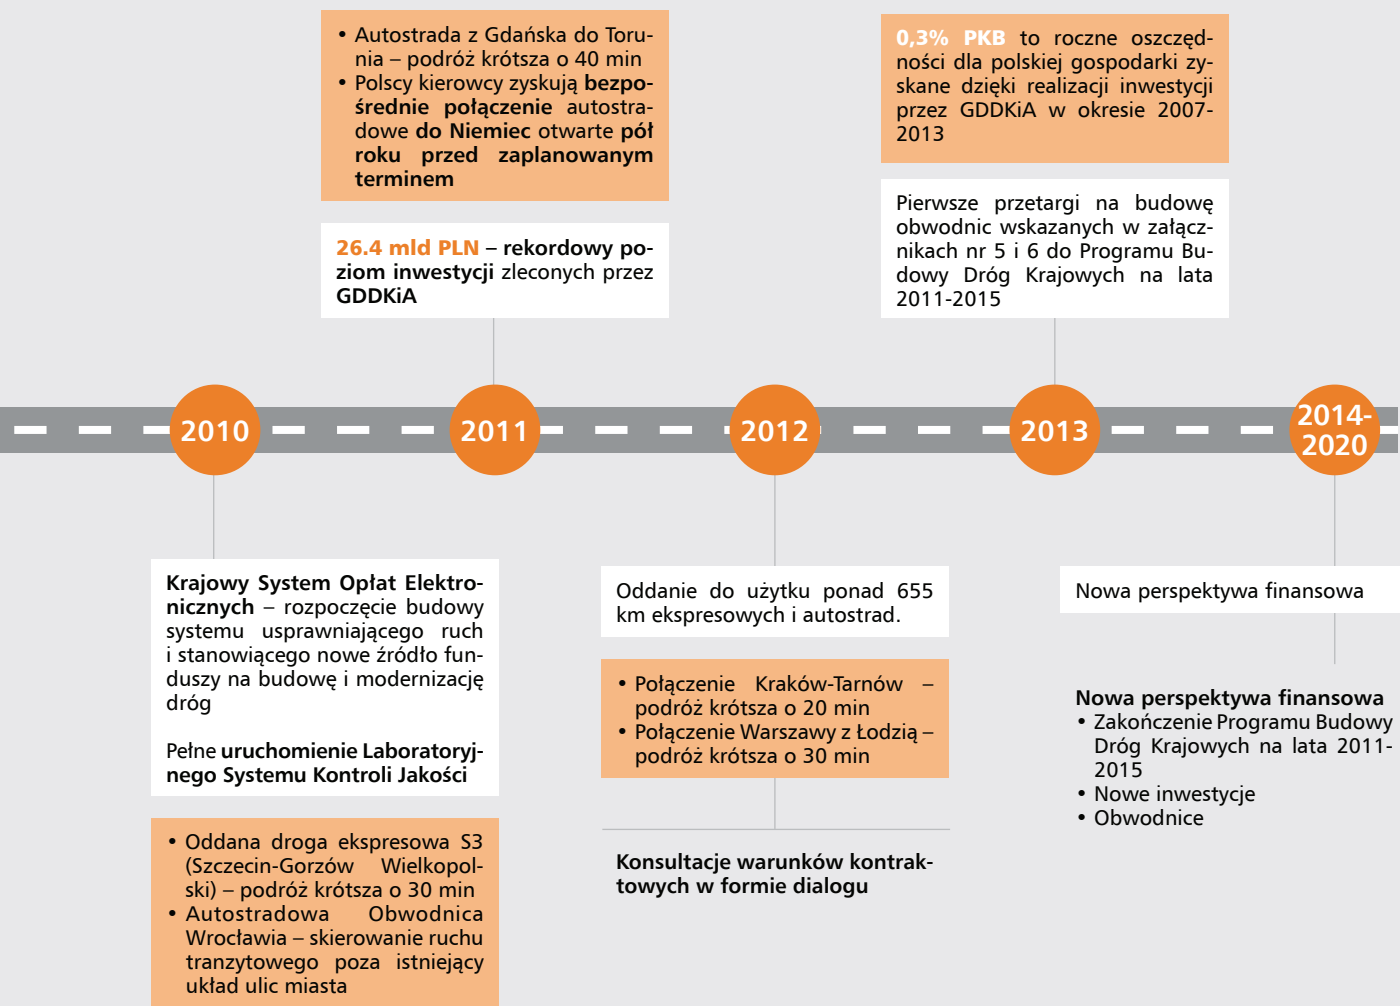 • Autostrada z Gdańska do Toru-
nia – podróż krótsza o 40 min
• Polscy kierowcy zyskują bezpo-
średnie połączenie autostra-
dowe do Niemiec otwarte pół
roku przed zaplanowanym
terminem
26.4 mld PLN – rekordowy po-
ziom inwestycji zleconych przez
GDDKiA
0,3% PKB to roczne oszczęd-
ności dla polskiej gospodarki zy-
skane dzięki realizacji inwestycji
przez GDDKiA w okresie 2007-
2013
Pierwsze przetargi na budowę
obwodnic wskazanych w załącz-
nikach nr 5 i 6 do Programu Bu-
dowy Dróg Krajowych na lata
2011-2015
2010
2011
2012
2013
2014-
2020
Krajowy System Opłat Elektro-
nicznych – rozpoczęcie budowy
systemu usprawniającego ruch
i stanowiącego nowe źródło fun-
duszy na budowę i modernizację
dróg
Pełne uruchomienie Laboratoryj-
nego Systemu Kontroli Jakości
• Oddana droga ekspresowa S3
(Szczecin-Gorzów Wielkopol-
ski) – podróż krótsza o 30 min
• Autostradowa Obwodnica
Wrocławia – skierowanie ruchu
tranzytowego poza istniejący
układ ulic miasta
Oddanie do użytku ponad 655
km ekspresowych i autostrad.
• Połączenie Kraków-Tarnów –
podróż krótsza o 20 min
• Połączenie Warszawy z Łodzią –
podróż krótsza o 30 min
Konsultacje warunków kontrak-
towych w formie dialogu
Nowa perspektywa finansowa
Nowa perspektywa finansowa
• Zakończenie Programu Budowy
Dróg Krajowych na lata 2011-
2015
• Nowe inwestycje
• Obwodnice